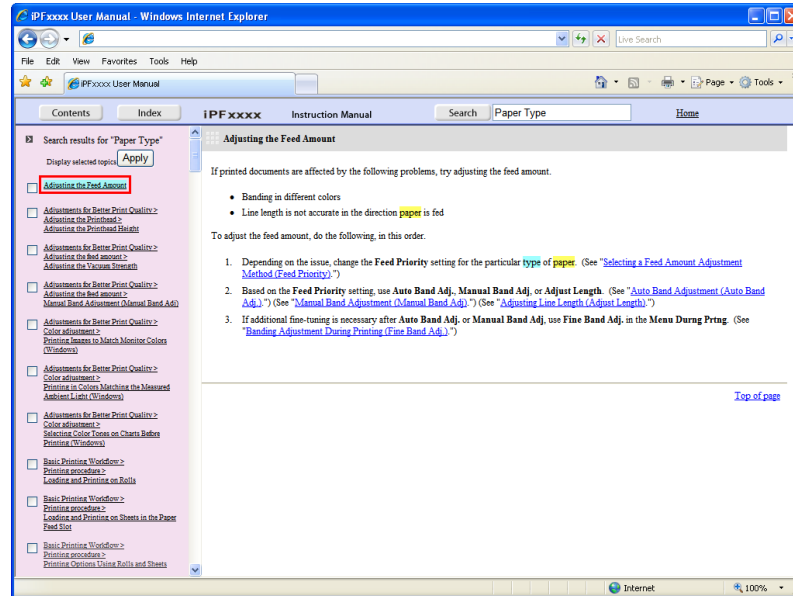 iPFxxxx User Manual - Windows Internet Explorer
Live Search
File Edit View Favorites Tools Help
iPFxxxx User Manual
Page Tools
Contents Index iPFxxxx Instruction Manual Search Paper Type Home
Search results for "Paper Type"
Display selected topics Apply
Adjusting the Feed Amount
Adjustments for Better Print Quality >
Adjusting the Printhead >
Adjusting the Printhead Height
Adjustments for Better Print Quality >
Adjusting the feed amount >
Adjusting the Vacuum Strength
Adjustments for Better Print Quality >
Adjusting the feed amount >
Manual Band Adjustment (Manual Band Adj)
Adjustments for Better Print Quality >
Color adjustment >
Printing Images to Match Monitor Colors
(Windows)
Adjustments for Better Print Quality >
Color adjustment >
Printing in Colors Matching the Measured
Ambient Light (Windows)
Adjustments for Better Print Quality >
Color adjustment >
Selecting Color Tones on Charts Before
Printing (Windows)
Basic Printing Workflow >
Printing procedure >
Loading and Printing on Rolls
Basic Printing Workflow >
Printing procedure >
Loading and Printing on Sheets in the Paper
Feed Slot
Basic Printing Workflow >
Printing procedure >
Printing Options Using Rolls and Sheets
Adjusting the Feed Amount
If printed documents are affected by the following problems, try adjusting the feed amount.
• Banding in different colors
• Line length is not accurate in the direction paper is fed
To adjust the feed amount, do the following, in this order.
1. Depending on the issue, change the Feed Priority setting for the particular type of paper. (See "Selecting a Feed Amount Adjustment
Method (Feed Priority).")
2. Based on the Feed Priority setting, use Auto Band Adj., Manual Band Adj, or Adjust Length. (See "Auto Band Adjustment (Auto Band
Adj.).") (See "Manual Band Adjustment (Manual Band Adj).") (See "Adjusting Line Length (Adjust Length).")
3. If additional fine-tuning is necessary after Auto Band Adj. or Manual Band Adj, use Fine Band Adj. in the Menu Durng Prtng. (See
"Banding Adjustment During Printing (Fine Band Adj.).")
Top of page
Internet 100%